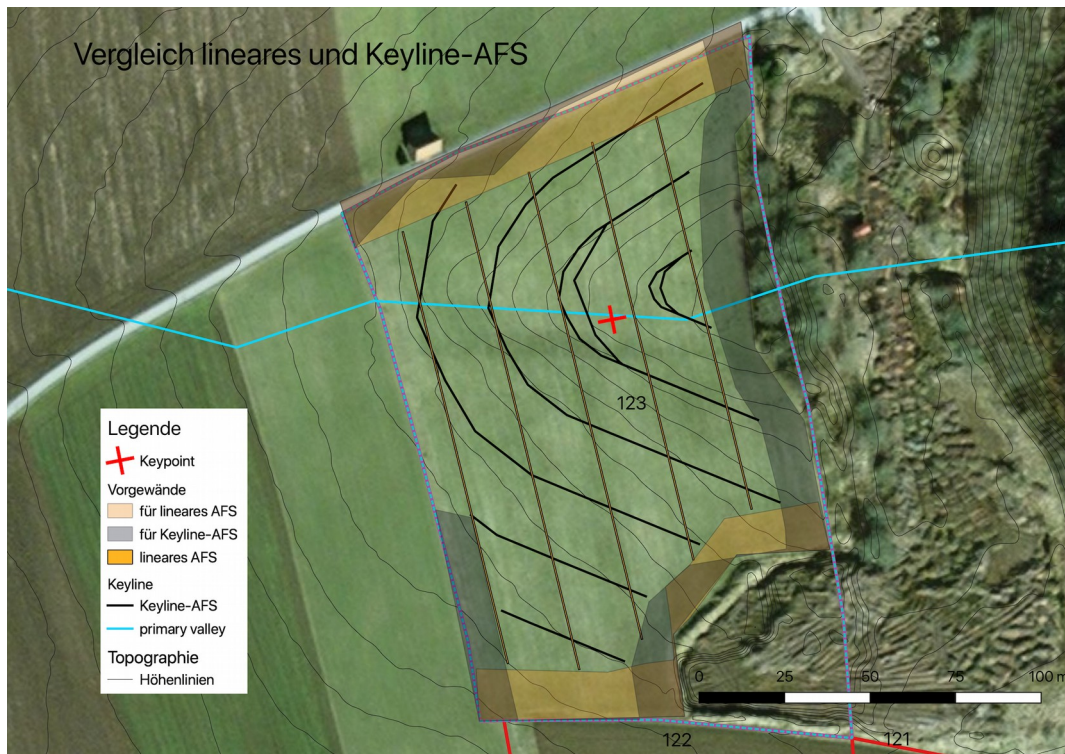 Vergleich lineares und Keyline-AFS
123
Legende
Keypoint
Vorgewände
für lineares AFS
für Keyline-AFS
lineares AFS
Keyline
Keyline-AFS
primary valley
Topographie
Höhenlinien
0 25 50 75 100 m
122
121